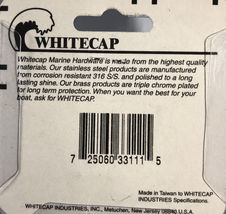 WHITECAP
Whitecap Marine Hardware is made from the highest quality
materials. Our stainless steel products are manufactured
from corrosion resistant 316 S/S, and polished to a long
lasting shine. Our brass products are triple chrome plated
for long term protection. When you want the best for your
boat, ask for WHITECAP.
7 25060 33111 5
Made in Taiwan to WHITECAP
INDUSTRIES Specifications.
WHITECAP INDUSTRIES, INC., Metuchen, New Jersey 08840 U.S.